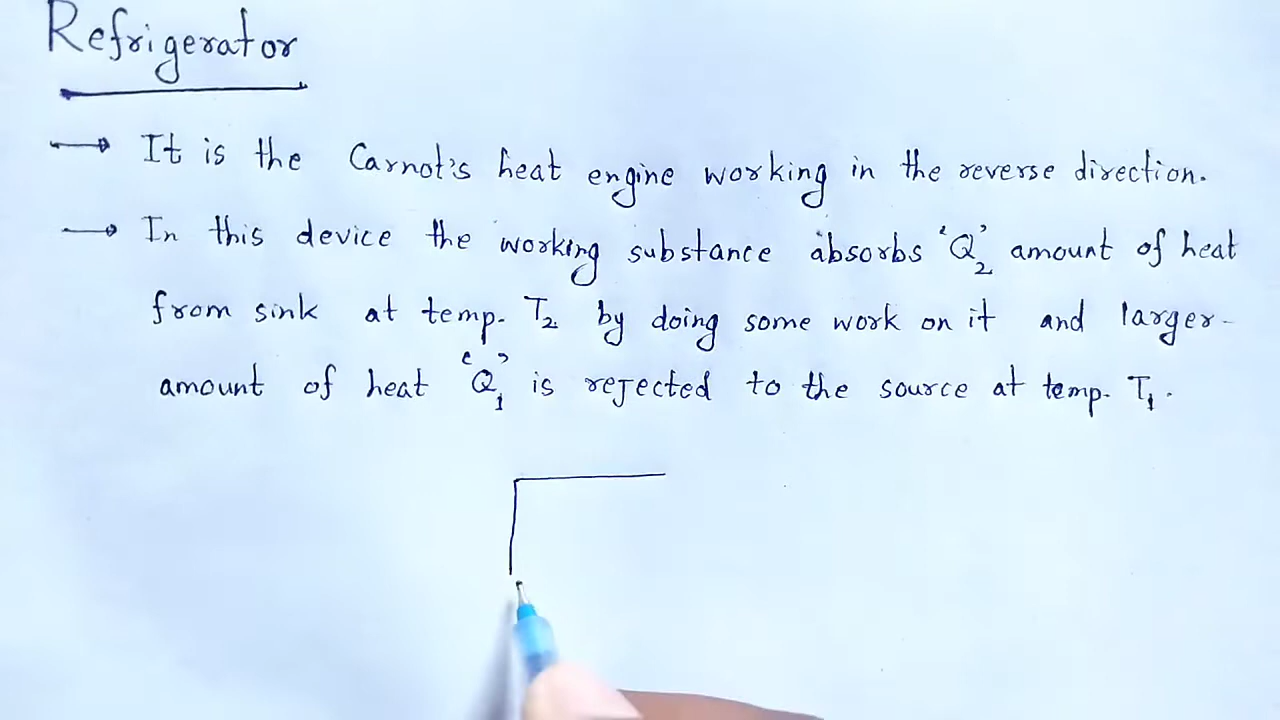 Refrigerator
→ It is the Carnot's heat engine working in the reverse direction.
→ In this device the working substance absorbs 'Q₂' amount of heat
from sink at temp. T₂ by doing some work on it and larger-
amount of heat 'Q₁' is rejected to the source at temp. T₁.